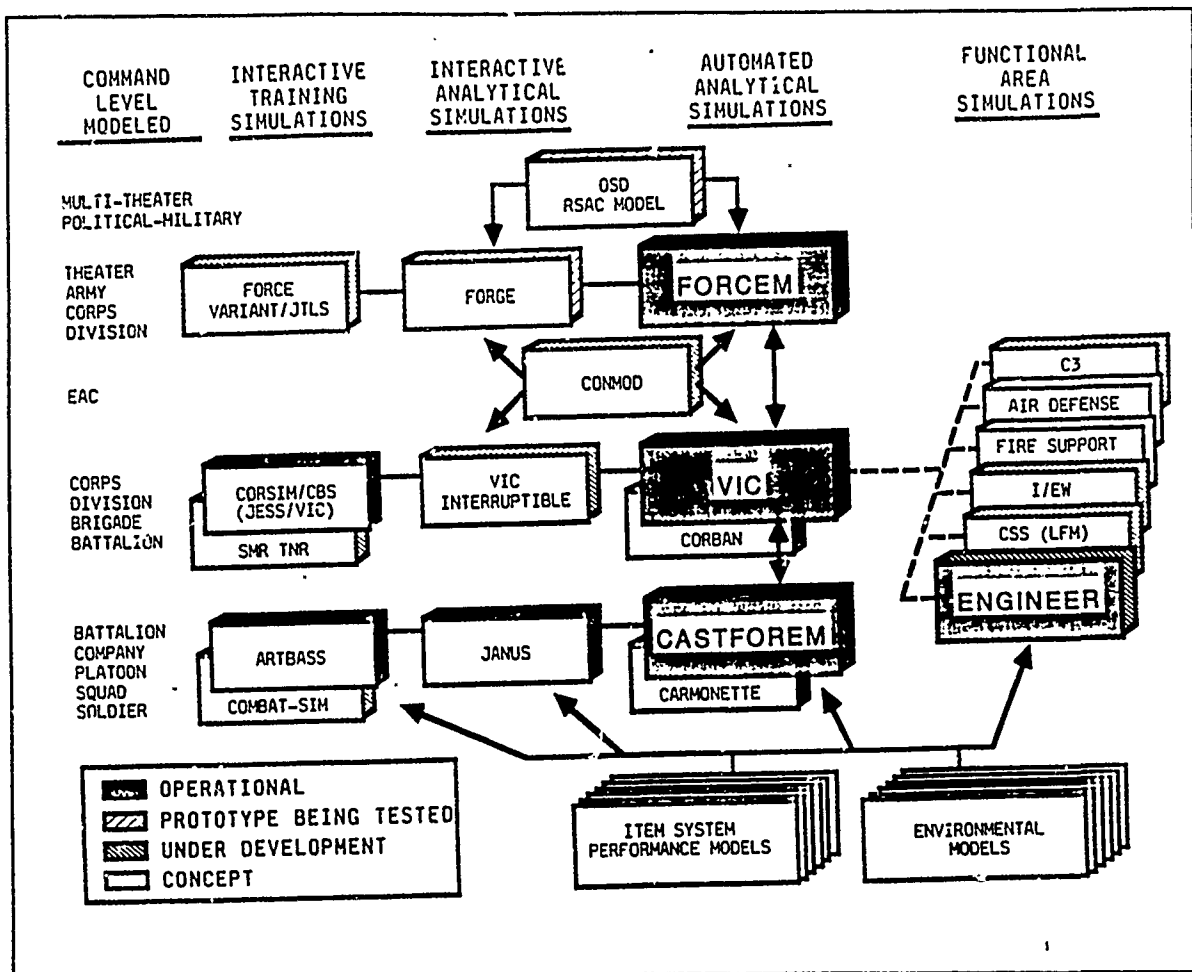 COMMAND
LEVEL
MODELED
INTERACTIVE
TRAINING
SIMULATIONS
INTERACTIVE
ANALYTICAL
SIMULATIONS
AUTOMATED
ANALYTICAL
SIMULATIONS
FUNCTIONAL
AREA
SIMULATIONS
MULTI-THEATER
POLITICAL-MILITARY
OSD
RSAC MODEL
THEATER
ARMY
CORPS
DIVISION
FORCE
VARIANT/JTLS
FORGE
FORCEM
EAC
CONMOD
C3
AIR DEFENSE
FIRE SUPPORT
I/EW
CSS (LFM)
ENGINEER
CORPS
DIVISION
BRIGADE
BATTALION
CORSIM/CBS
(JESS/VIC)
SMR TNR
VIC
INTERRUPTIBLE
VIC
CORBAN
BATTALION
COMPANY
PLATOON
SQUAD
SOLDIER
ARTBASS
COMBAT-SIM
JANUS
CASTFOREM
CARMONETTE
OPERATIONAL
PROTOTYPE BEING TESTED
UNDER DEVELOPMENT
CONCEPT
ITEM SYSTEM
PERFORMANCE MODELS
ENVIRONMENTAL
MODELS